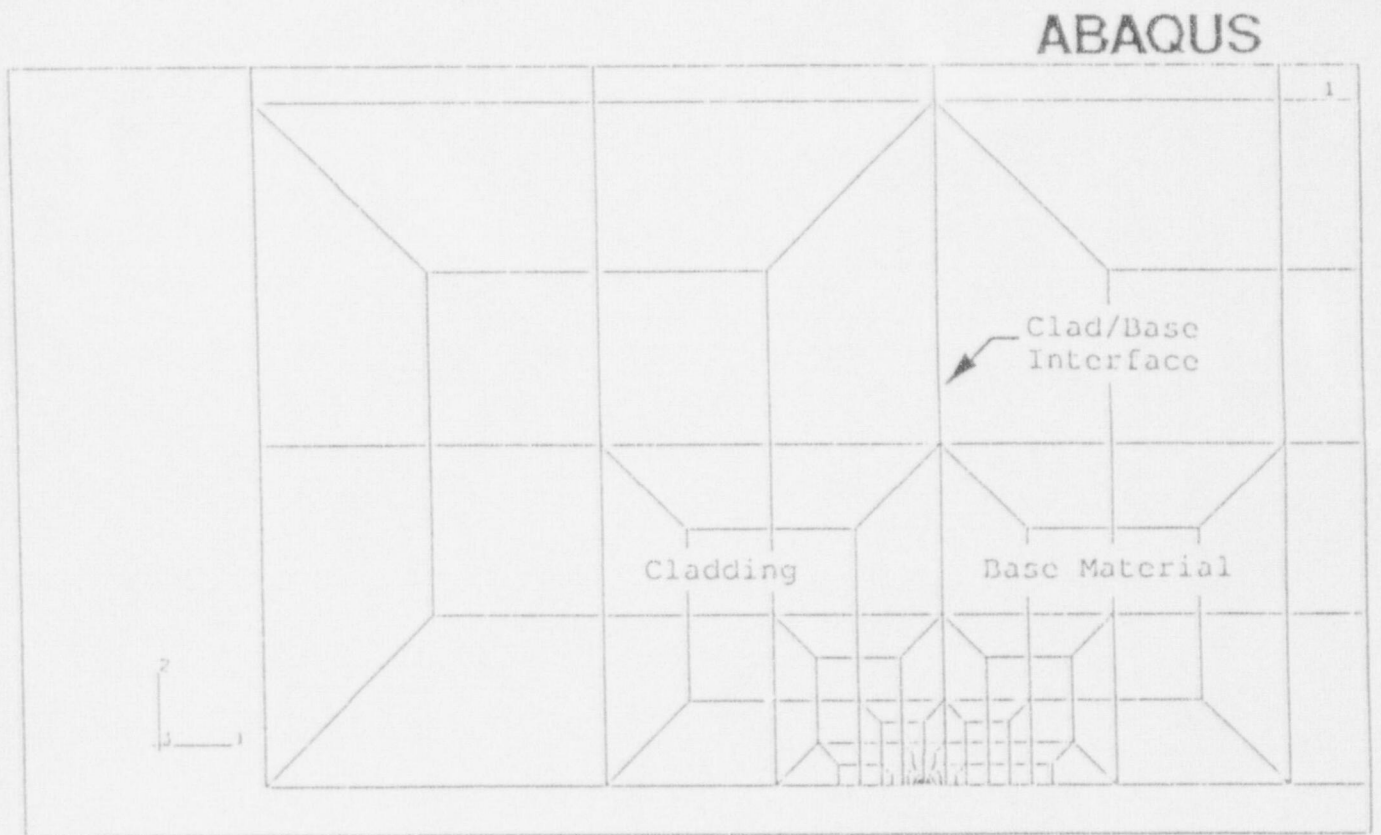 ABAQUS
1
Clad/Base
Interface
Cladding
Base Material
2
3
1